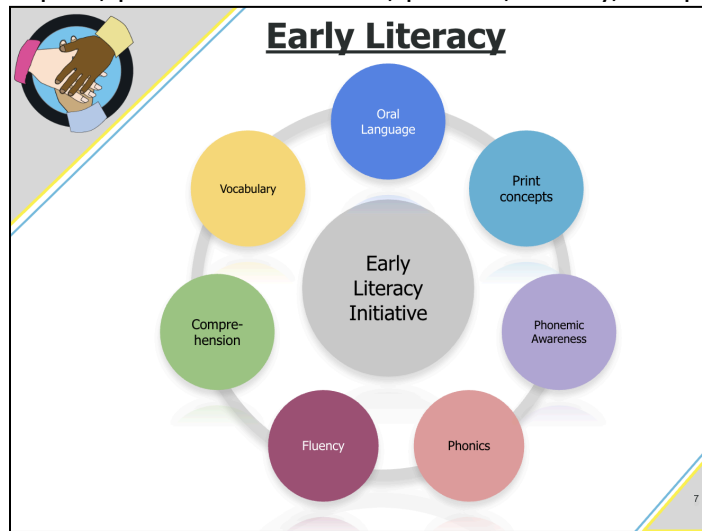 Early Literacy
Oral
Language
Print
concepts
Phonemic
Awareness
Phonics
Fluency
Compre-
hension
Vocabulary
Early
Literacy
Initiative
7